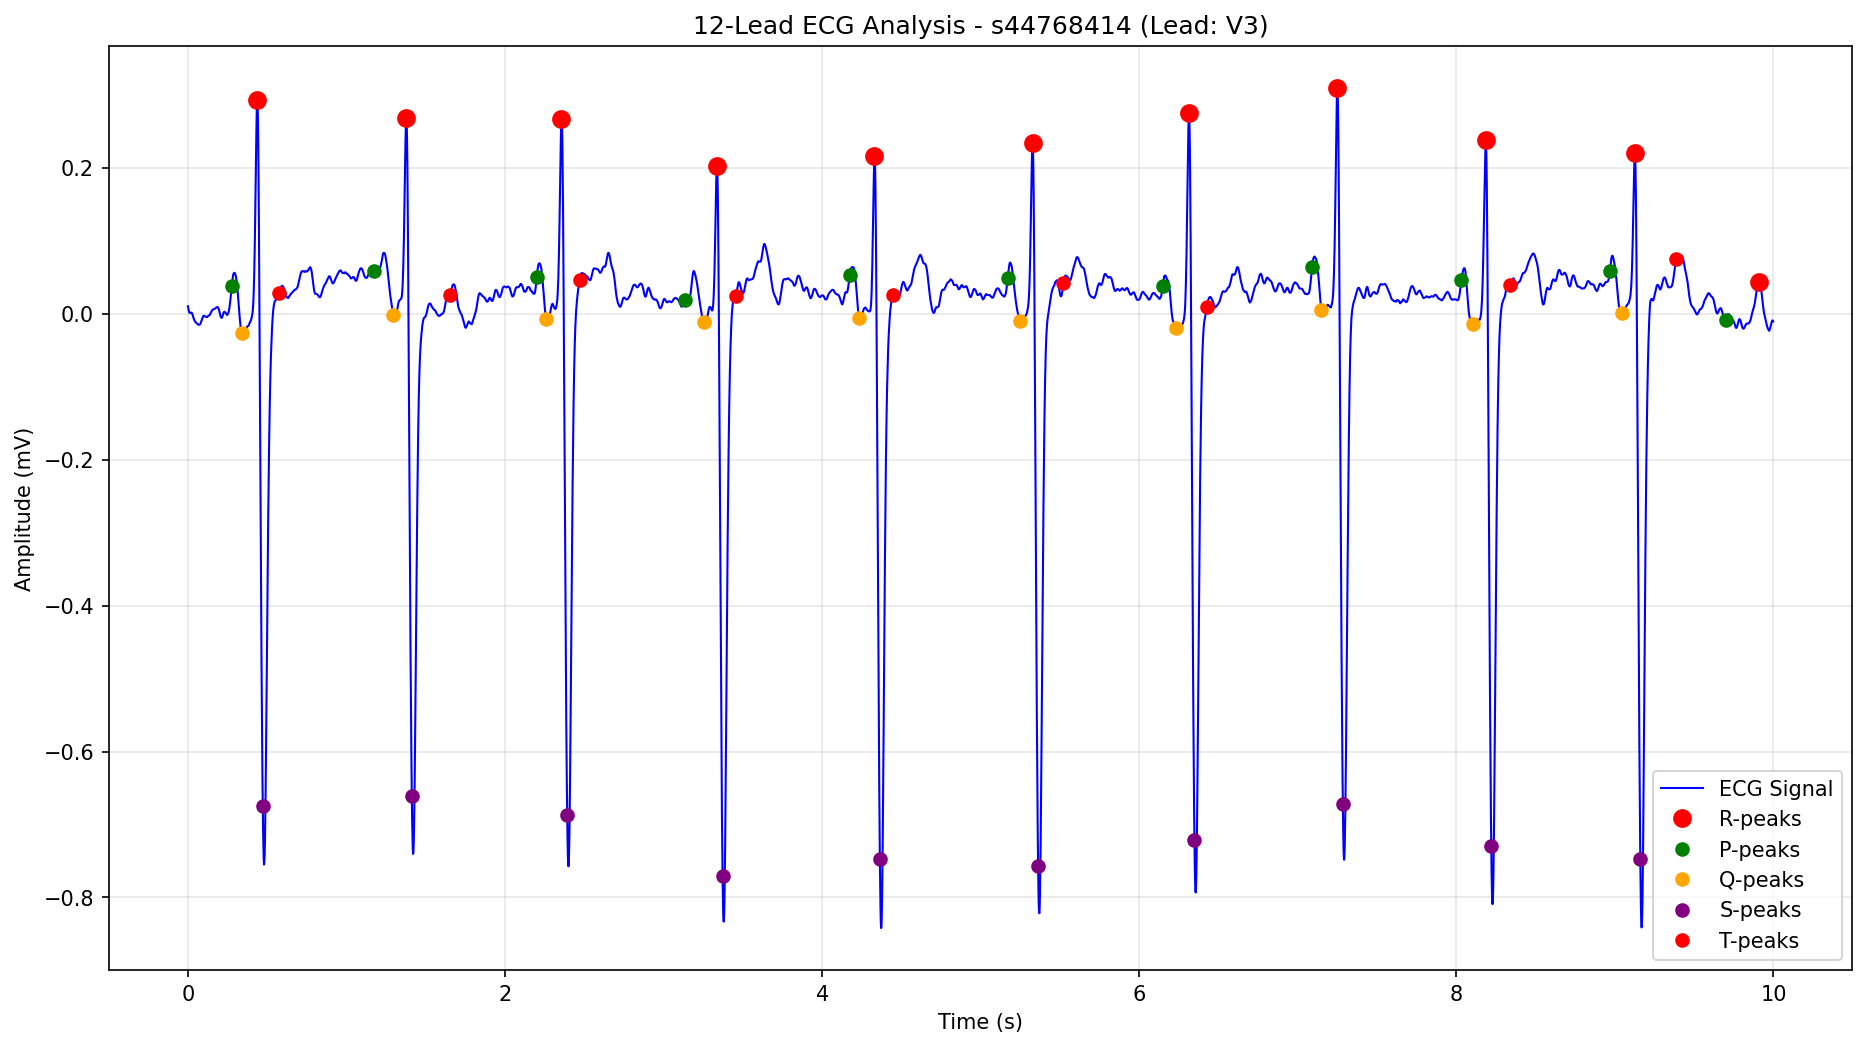 12-Lead ECG Analysis - s44768414 (Lead: V3)
Amplitude (mV)
0.2
0.0
−0.2
−0.4
−0.6
−0.8
ECG Signal
R-peaks
P-peaks
Q-peaks
S-peaks
T-peaks
0 2 4 6 8 10
Time (s)